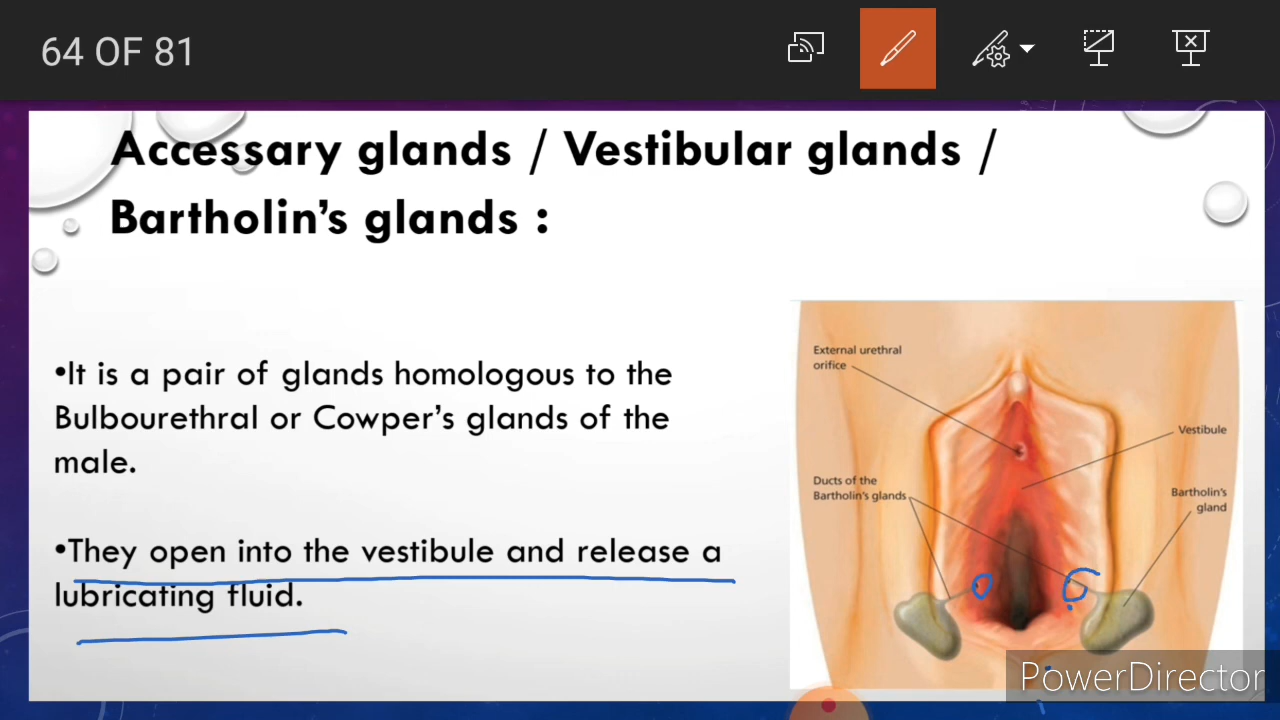 64 OF 81
Accessary glands / Vestibular glands /
Bartholin's glands :
•It is a pair of glands homologous to the
Bulbourethral or Cowper's glands of the
male.
•They open into the vestibule and release a
lubricating fluid.
External urethral
orifice
Vestibule
Ducts of the
Bartholin's glands
Bartholin's
gland
PowerDirector